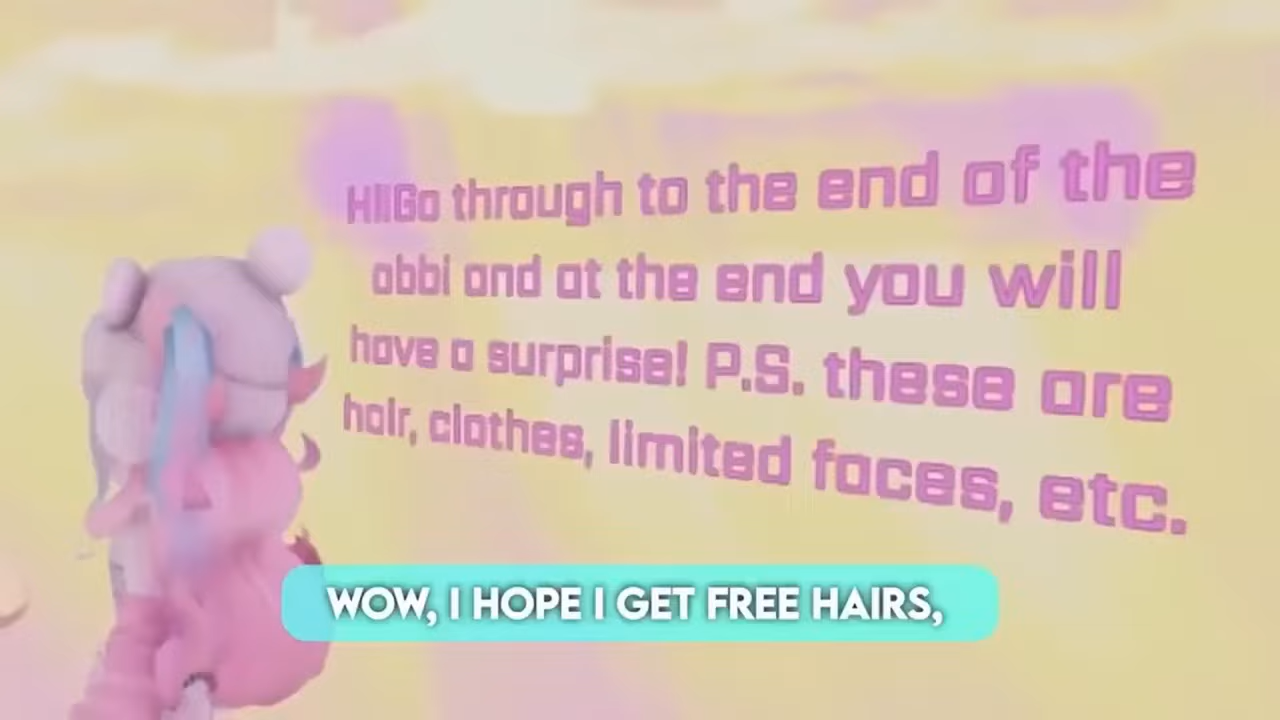 HIIGo through to the end of the
obbi and at the end you will
have a surprise! P.S. these are
hair, clothes, limited faces, etc.
WOW, I HOPE I GET FREE HAIRS,